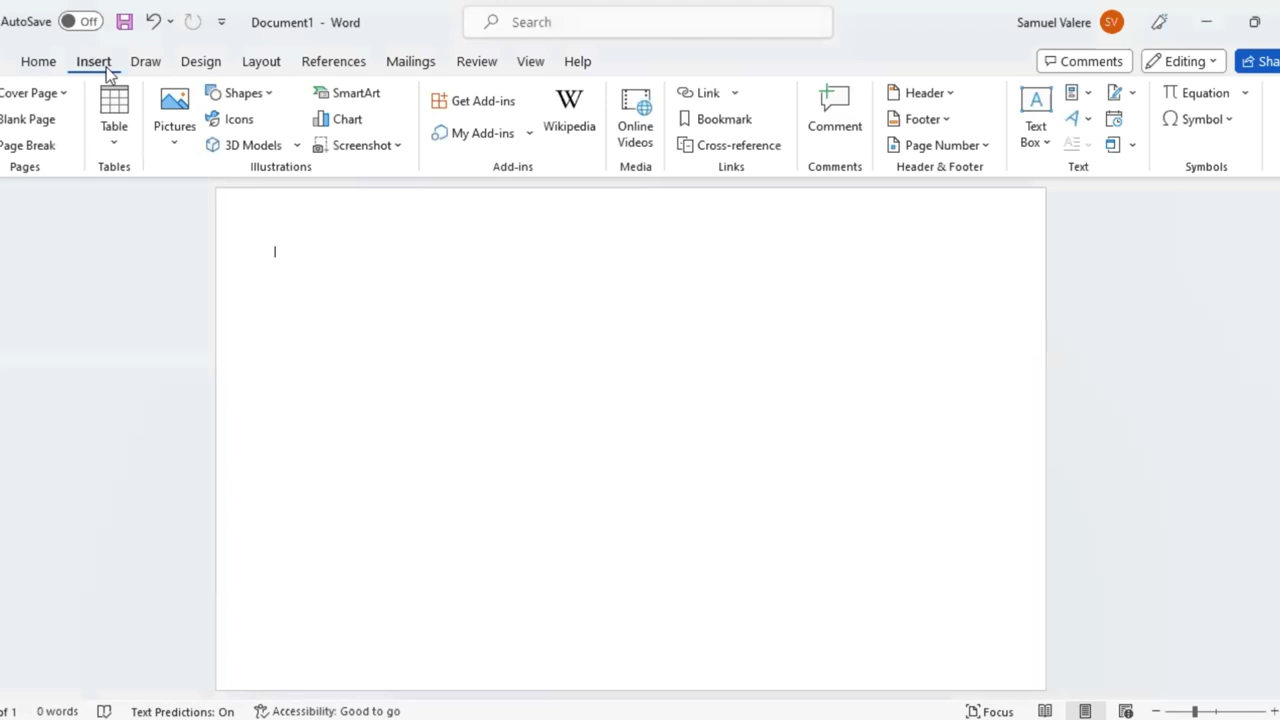 AutoSave Off Document1 - Word Search Samuel Valere SV
Home Insert Draw Design Layout References Mailings Review View Help Comments Editing Sha
Cover Page Shapes SmartArt Get Add-ins Link Header Equation
Blank Page Table Pictures Icons Chart My Add-ins W Wikipedia Online Videos Bookmark Comment Footer A Text Box Symbol
Page Break 3D Models Screenshot Cross-reference Page Number
Pages Tables Illustrations Add-ins Media Links Comments Header & Footer Text Symbols
of 1 0 words Text Predictions: On Accessibility: Good to go Focus